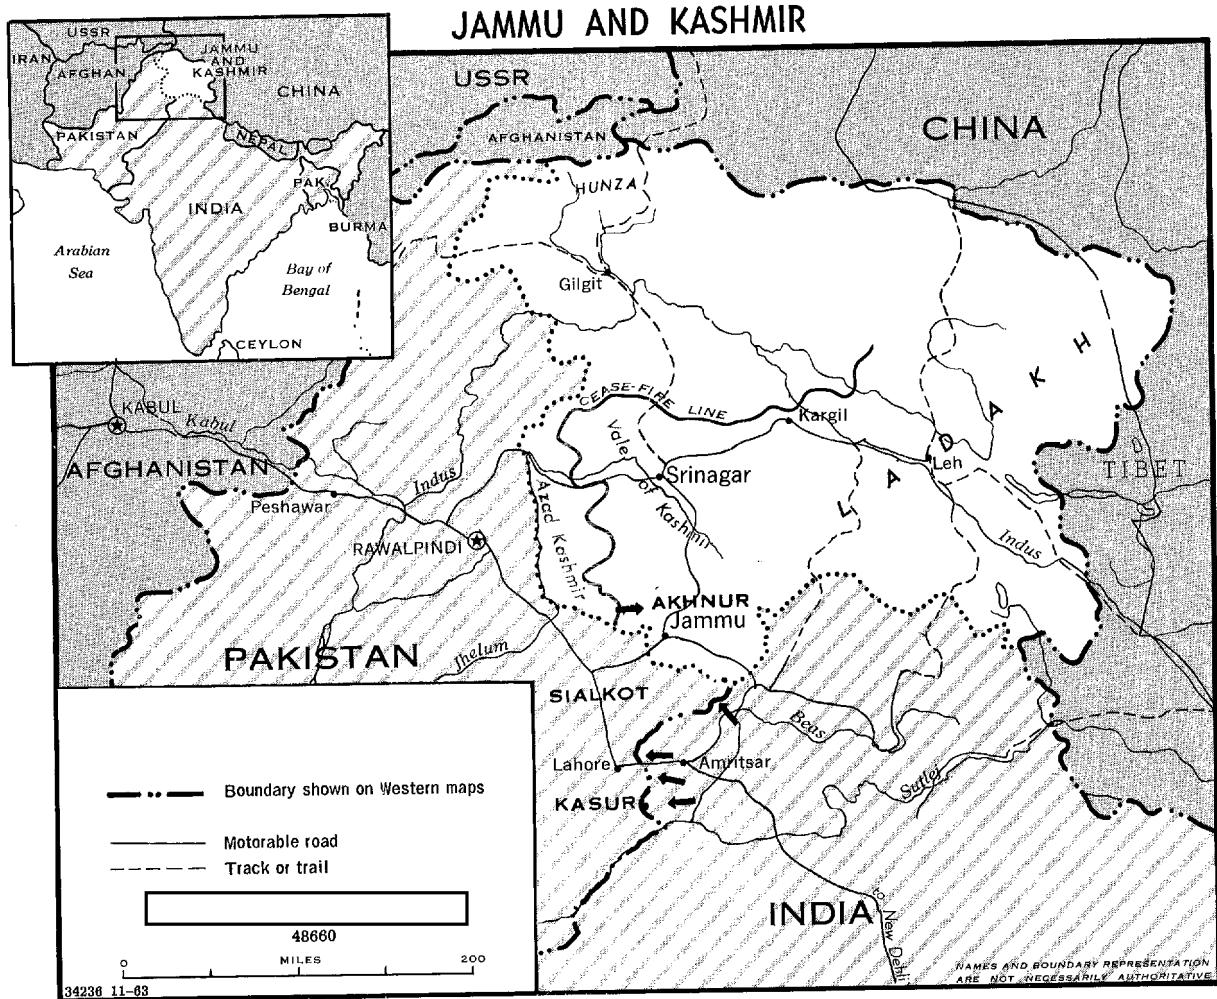 JAMMU AND KASHMIR
USSR
IRAN
AFGHAN
JAMMU
AND
KASHMIR
CHINA
PAKISTAN
NEPAL
PAK
INDIA
BURMA
Arabian
Sea
Bay of
Bengal
CEYLON
USSR
AFGHANISTAN
CHINA
HUNZA
Gilgit
KABUL
Kabul
AFGHANISTAN
Peshawar
Indus
RAWALPINDI
CEASE-FIRE LINE
Kargil
Vale of Kashmir
Srinagar
Leh
LADAKH
TIBET
Indus
Azad Kashmir
AKHNUR
Jammu
PAKISTAN
Jhelum
SIALKOT
Beas
Lahore
Amritsar
KASUR
Sutlej
INDIA
to New Dehli
Boundary shown on Western maps
Motorable road
Track or trail
48660
0 MILES 200
34236 11-63
NAMES AND BOUNDARY REPRESENTATION
ARE NOT NECESSARILY AUTHORITATIVE